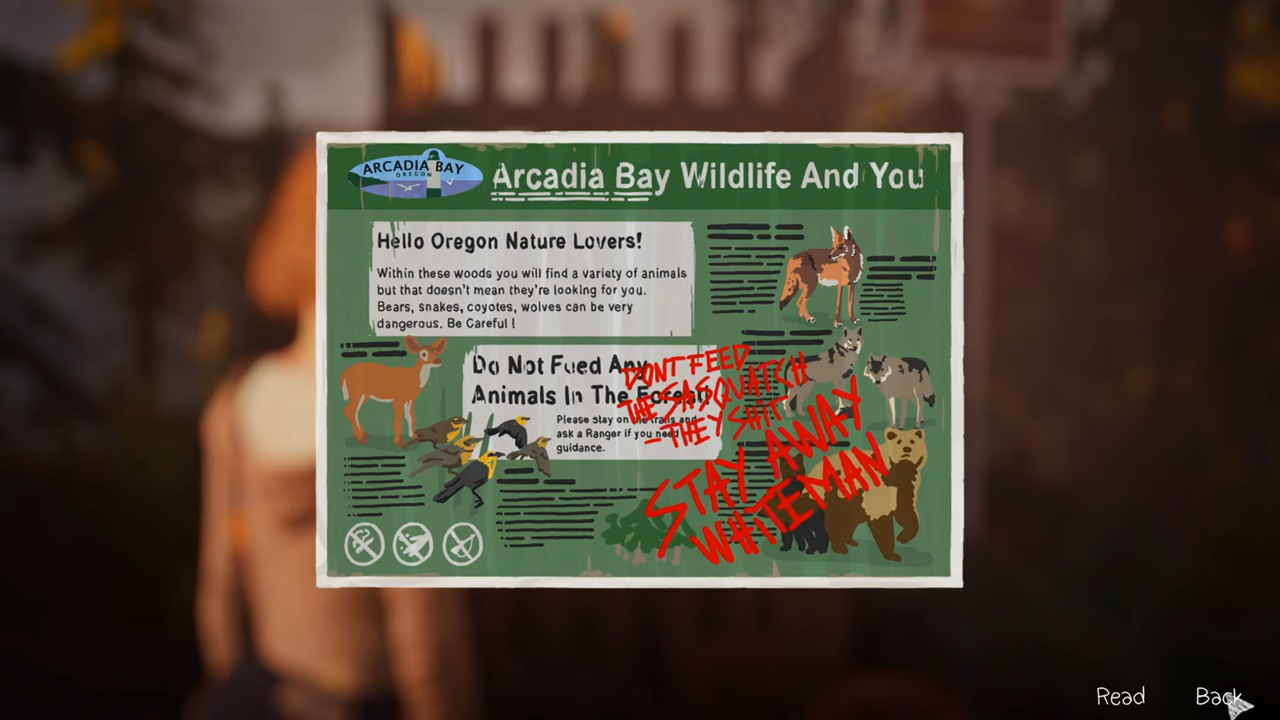 ARCADIA BAY
OREGON
Arcadia Bay Wildlife And You
Hello Oregon Nature Lovers!
Within these woods you will find a variety of animals
but that doesn't mean they're looking for you.
Bears, snakes, coyotes, wolves can be very
dangerous. Be Careful !
Do Not Feed Any
Animals In The Forest
Please stay on the trails and
ask a Ranger if you need
guidance.
DONT FEED
THE SASQUATCH
-THEY SHIT
STAY AWAY
WHITEMAN
Read
Back